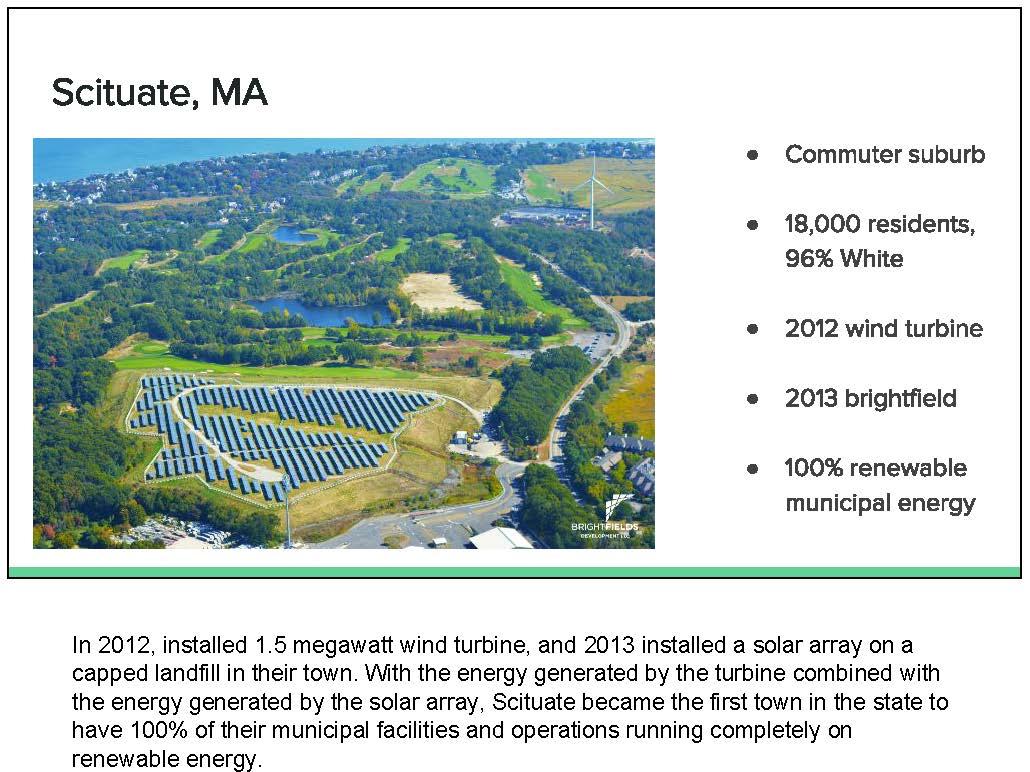 Scituate, MA
● Commuter suburb
● 18,000 residents,
96% White
● 2012 wind turbine
● 2013 brightfield
● 100% renewable
municipal energy
BRIGHTFIELDS
DEVELOPMENT LLC
In 2012, installed 1.5 megawatt wind turbine, and 2013 installed a solar array on a
capped landfill in their town. With the energy generated by the turbine combined with
the energy generated by the solar array, Scituate became the first town in the state to
have 100% of their municipal facilities and operations running completely on
renewable energy.